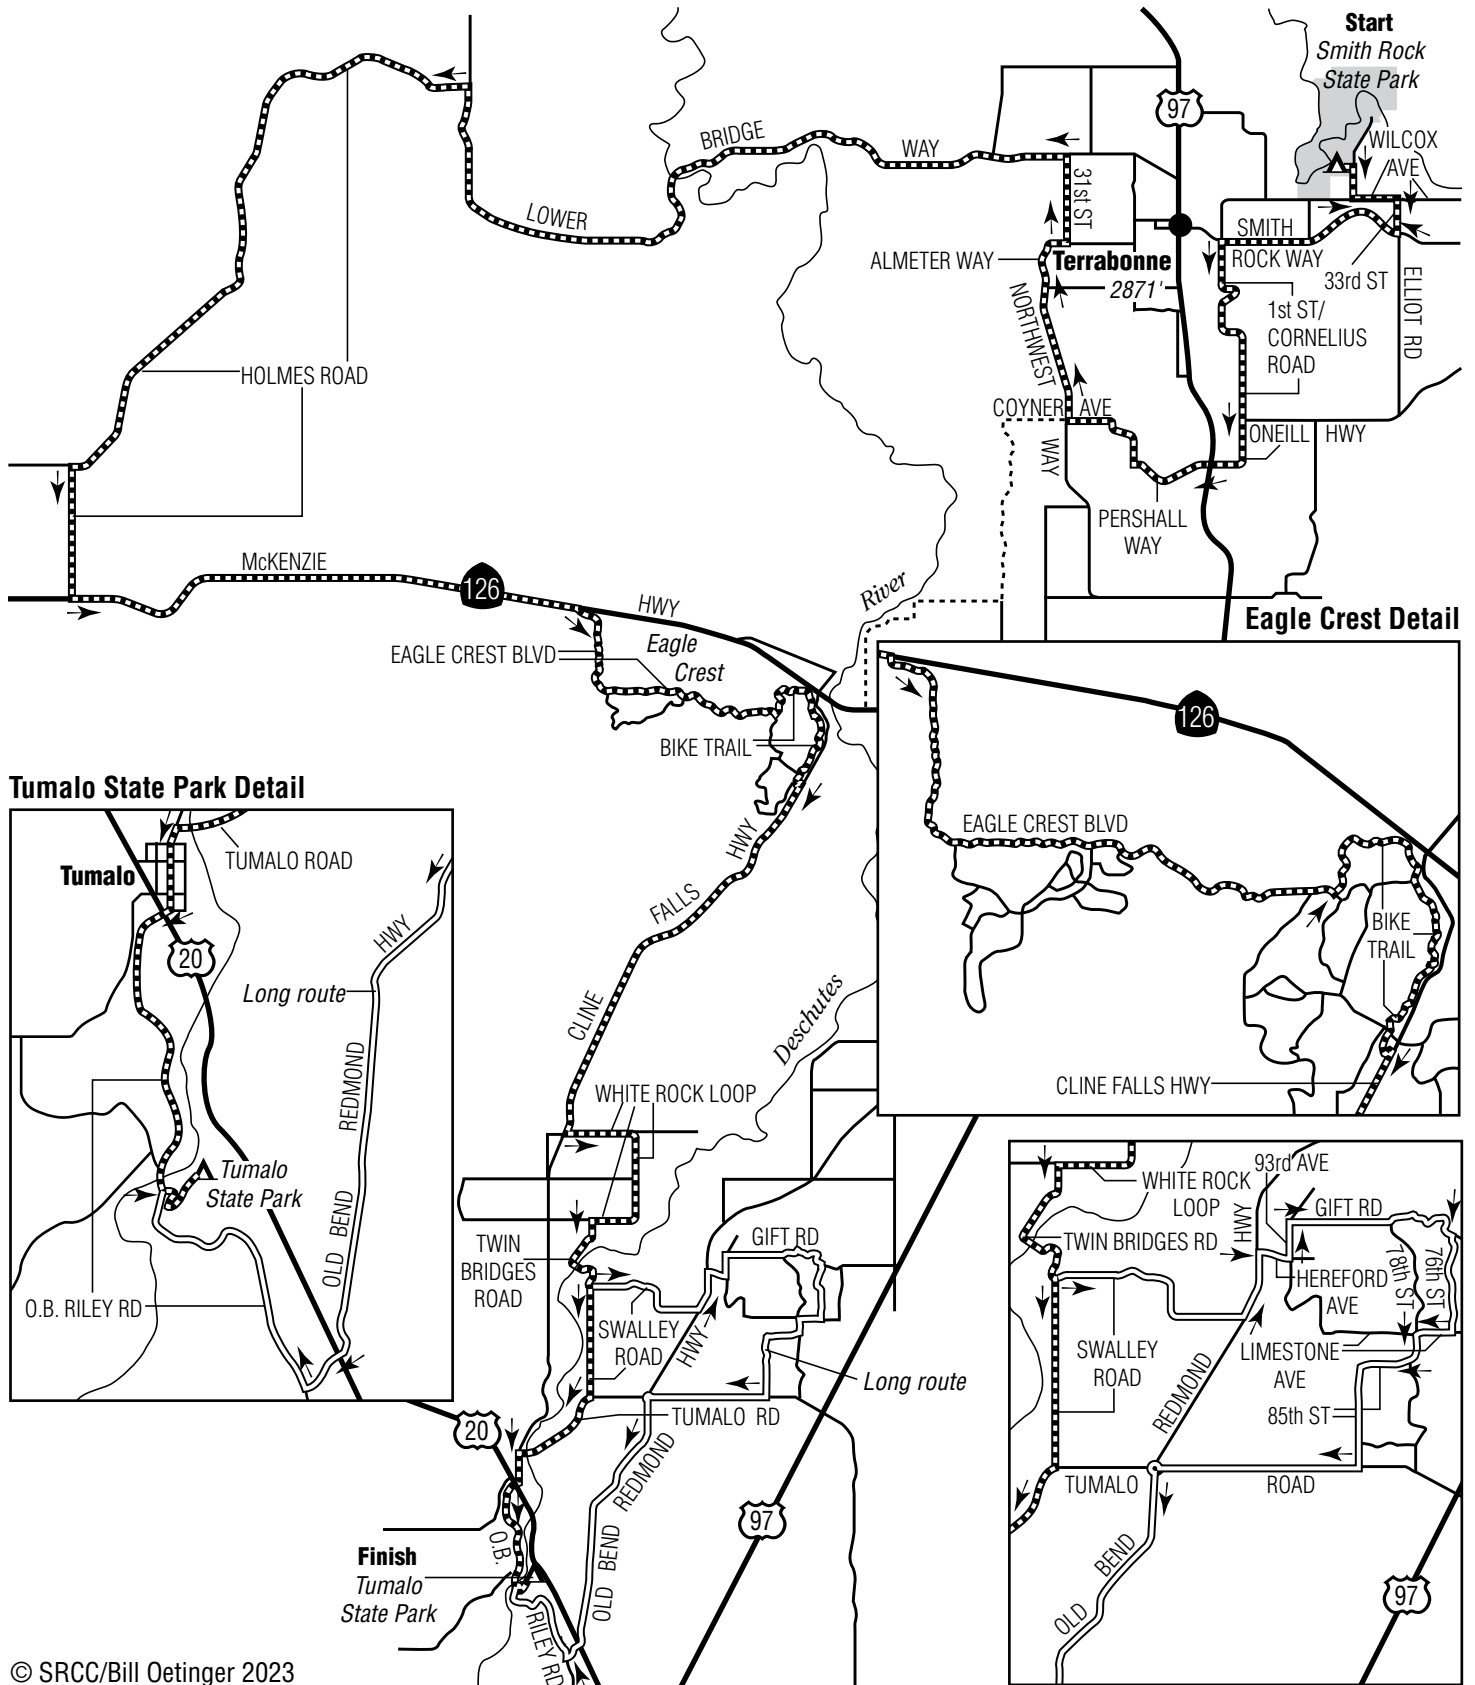 Start
Smith Rock
State Park
97
WILCOX
AVE
BRIDGE
WAY
31st ST
LOWER
SMITH
ROCK WAY
ALMETER WAY
Terrabonne
2871'
33rd ST
ELLIOT RD
1st ST/
CORNELIUS
ROAD
NORTHWEST
WAY
HOLMES ROAD
COYNER AVE
ONEILL HWY
PERSHALL
WAY
McKENZIE
126
HWY
River
EAGLE CREST BLVD
Eagle
Crest
BIKE TRAIL
Eagle Crest Detail
126
EAGLE CREST BLVD
BIKE
TRAIL
CLINE FALLS HWY
Tumalo State Park Detail
TUMALO ROAD
Tumalo
20
HWY
Long route
REDMOND
BEND
OLD
Tumalo
State Park
O.B. RILEY RD
HWY
FALLS
CLINE
Deschutes
WHITE ROCK LOOP
TWIN
BRIDGES
ROAD
GIFT RD
SWALLEY
ROAD
HWY
Long route
TUMALO RD
20
REDMOND
BEND
OLD
97
O.B.
RILEY RD
Finish
Tumalo
State Park
93rd AVE
WHITE ROCK
LOOP
HWY
GIFT RD
TWIN BRIDGES RD
HEREFORD
AVE
78th ST
76th ST
SWALLEY
ROAD
LIMESTONE
AVE
REDMOND
85th ST
TUMALO ROAD
BEND
OLD
97
© SRCC/Bill Oetinger 2023